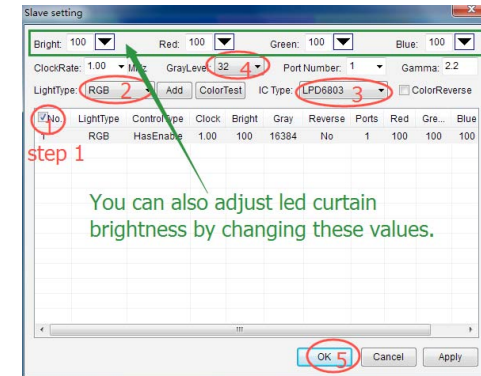 Slave setting
Bright: 100 Red: 100 Green: 100 Blue: 100
ClockRate: 1.00 MHz GrayLevel: 32 4 Port Number: 1 Gamma: 2.2
LightType: RGB 2 Add ColorTest IC Type: LPD6803 3 ColorReverse
No. LightType ControlType Clock Bright Gray Reverse Ports Red Gre... Blue
1 RGB HasEnable 1.00 100 16384 No 1 100 100 100
step 1
You can also adjust led curtain
brightness by changing these values.
OK 5 Cancel Apply